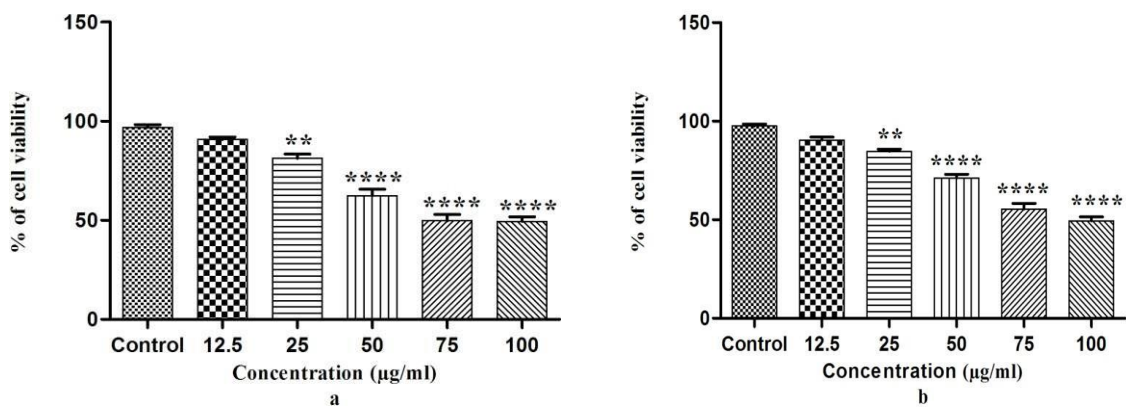 % of cell viability
150
100
50
0
**
****
****
****
Control 12.5 25 50 75 100
Concentration (µg/ml)
a
% of cell viability
150
100
50
0
**
****
****
****
Control 12.5 25 50 75 100
Concentration (µg/ml)
b